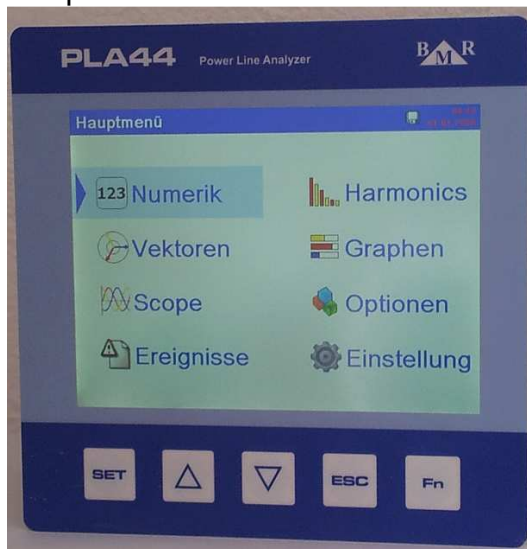 PLA44 Power Line Analyzer BMR
Hauptmenü
123 Numerik
Harmonics
Vektoren
Graphen
Scope
Optionen
Ereignisse
Einstellung
SET
ESC
Fn